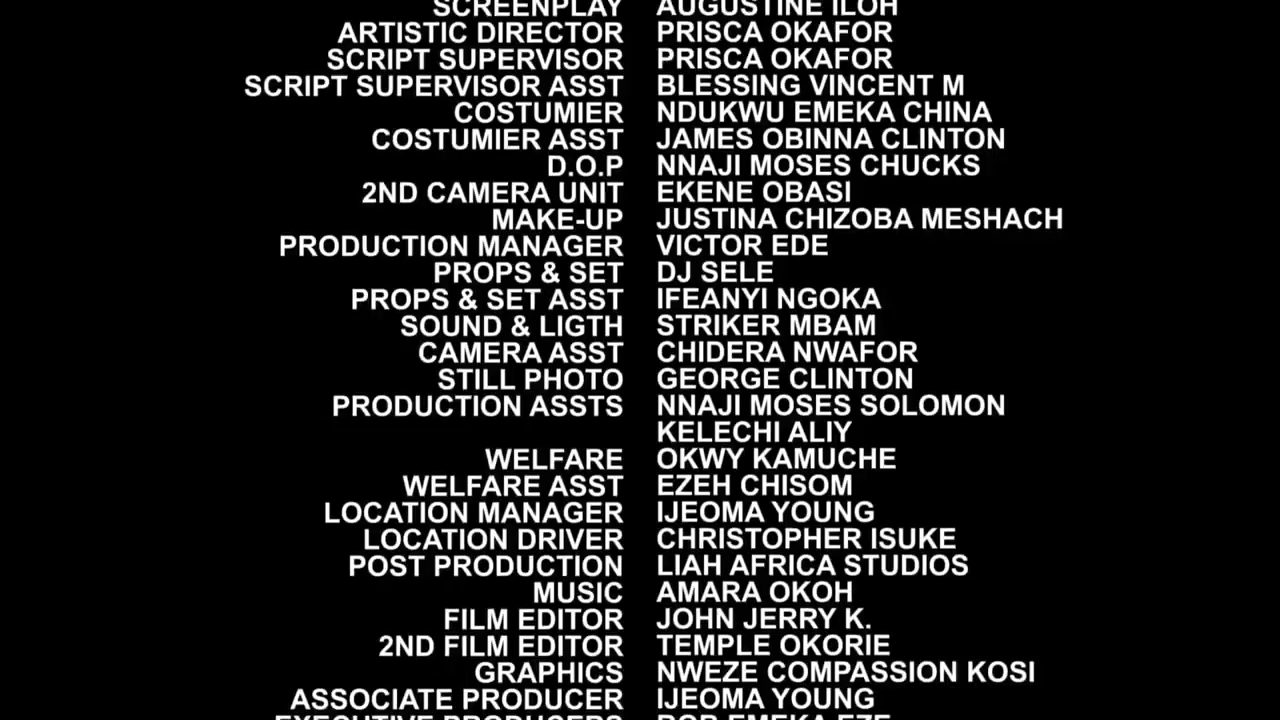 SCREENPLAY AUGUSTINE ILOH
ARTISTIC DIRECTOR PRISCA OKAFOR
SCRIPT SUPERVISOR PRISCA OKAFOR
SCRIPT SUPERVISOR ASST BLESSING VINCENT M
COSTUMIER NDUKWU EMEKA CHINA
COSTUMIER ASST JAMES OBINNA CLINTON
D.O.P NNAJI MOSES CHUCKS
2ND CAMERA UNIT EKENE OBASI
MAKE-UP JUSTINA CHIZOBA MESHACH
PRODUCTION MANAGER VICTOR EDE
PROPS & SET DJ SELE
PROPS & SET ASST IFEANYI NGOKA
SOUND & LIGTH STRIKER MBAM
CAMERA ASST CHIDERA NWAFOR
STILL PHOTO GEORGE CLINTON
PRODUCTION ASSTS NNAJI MOSES SOLOMON
KELECHI ALIY
WELFARE OKWY KAMUCHE
WELFARE ASST EZEH CHISOM
LOCATION MANAGER IJEOMA YOUNG
LOCATION DRIVER CHRISTOPHER ISUKE
POST PRODUCTION LIAH AFRICA STUDIOS
MUSIC AMARA OKOH
FILM EDITOR JOHN JERRY K.
2ND FILM EDITOR TEMPLE OKORIE
GRAPHICS NWEZE COMPASSION KOSI
ASSOCIATE PRODUCER IJEOMA YOUNG
EXECUTIVE PRODUCERS EMEKA EZE